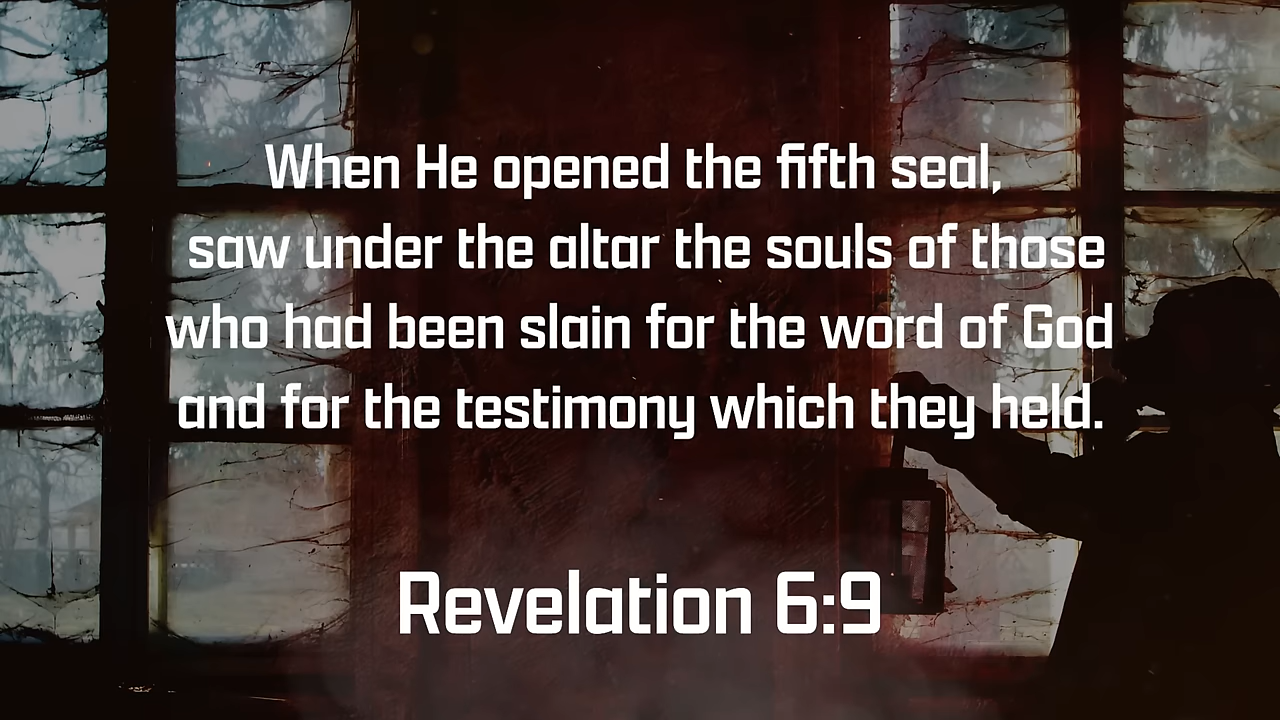 When He opened the fifth seal,
saw under the altar the souls of those
who had been slain for the word of God
and for the testimony which they held.
Revelation 6:9